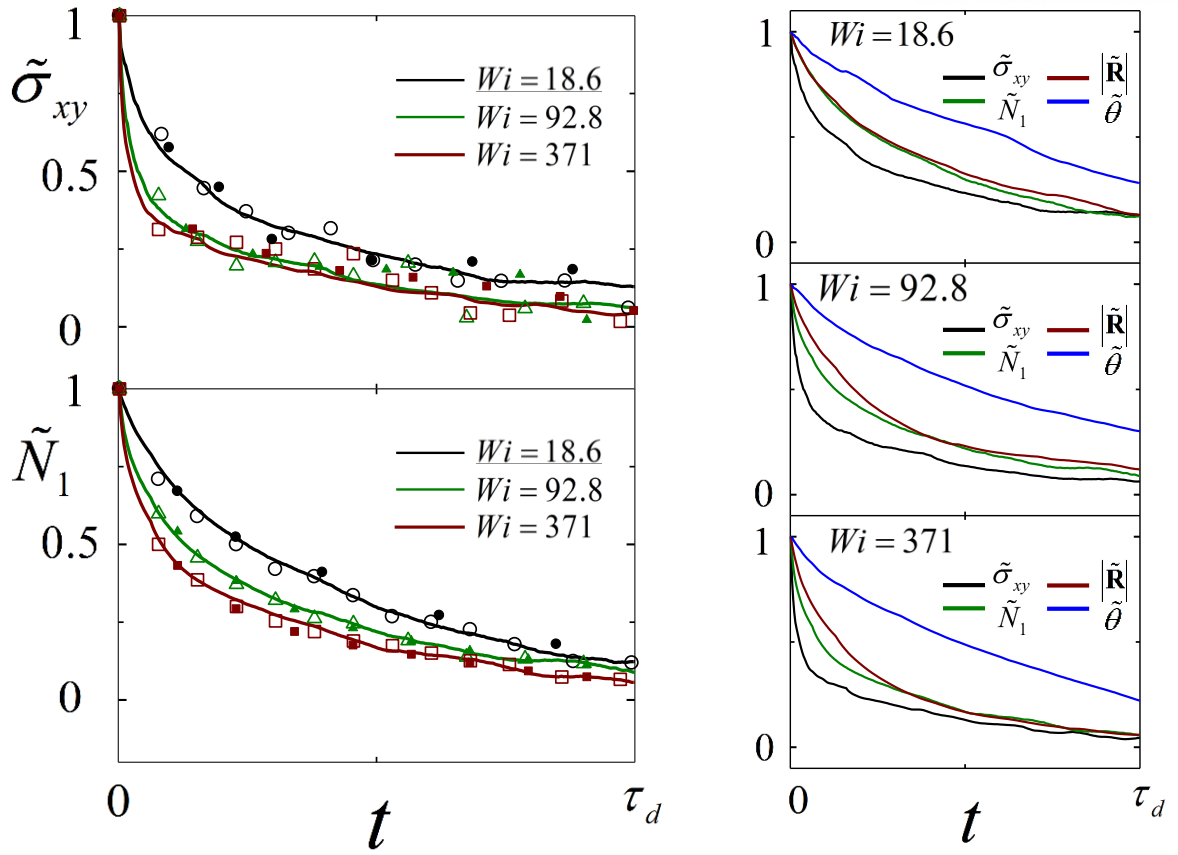 1
σ̃xy
Wi = 18.6
Wi = 92.8
Wi = 371
0.5
0
1
Ñ1
Wi = 18.6
Wi = 92.8
Wi = 371
0.5
0
0
t
τd
1
Wi = 18.6
σ̃xy |R̃|
Ñ1 θ̃
0
1
Wi = 92.8
σ̃xy |R̃|
Ñ1 θ̃
0
1
Wi = 371
σ̃xy |R̃|
Ñ1 θ̃
0
0
t
τd